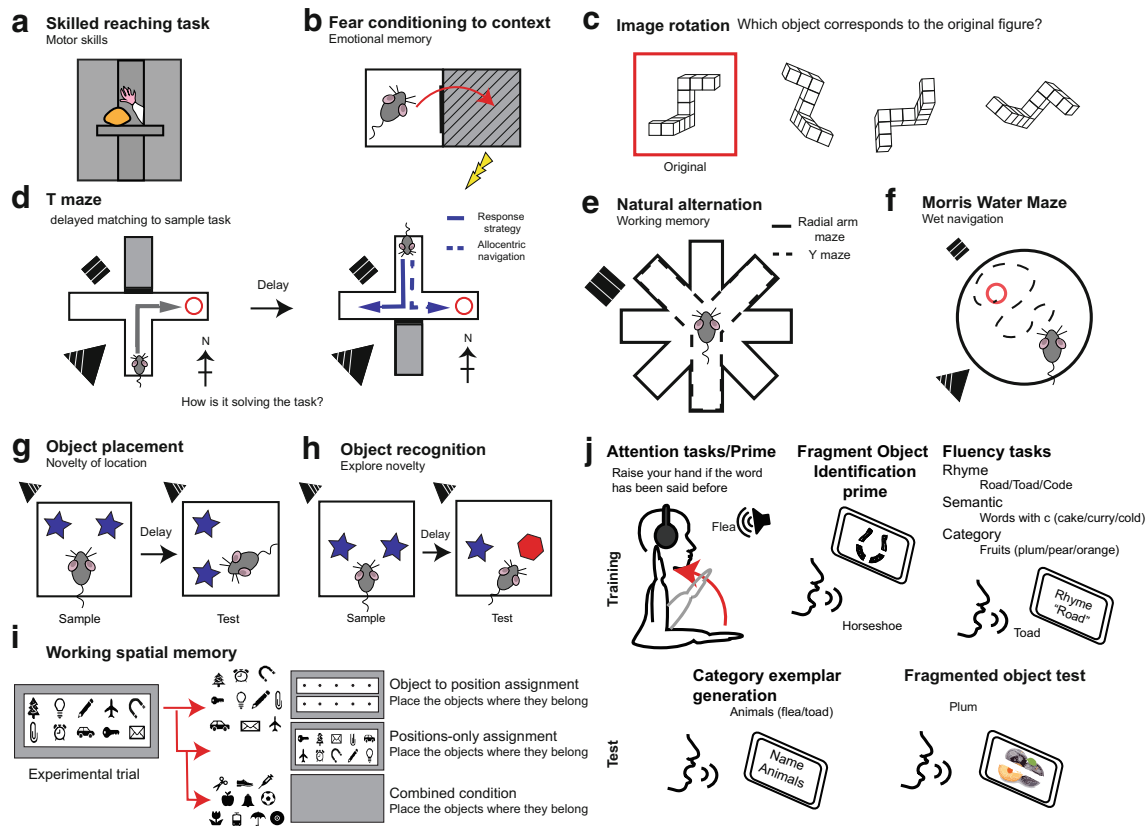 a
Skilled reaching task
Motor skills
b
Fear conditioning to context
Emotional memory
c
Image rotation Which object corresponds to the original figure?
Original
d
T maze
delayed matching to sample task
Response
strategy
Allocentric
navigation
Delay
N
N
How is it solving the task?
e
Natural alternation
Working memory
Radial arm
maze
Y maze
f
Morris Water Maze
Wet navigation
g
Object placement
Novelty of location
Delay
Sample
Test
h
Object recognition
Explore novelty
Delay
Sample
Test
i
Working spatial memory
Experimental trial
Object to position assignment
Place the objects where they belong
Positions-only assignment
Place the objects where they belong
Combined condition
Place the objects where they belong
j
Attention tasks/Prime
Raise your hand if the word
has been said before
Flea
Training
Fragment Object
Identification
prime
Horseshoe
Fluency tasks
Rhyme
Road/Toad/Code
Semantic
Words with c (cake/curry/cold)
Category
Fruits (plum/pear/orange)
Rhyme
"Road"
Toad
Test
Category exemplar
generation
Animals (flea/toad)
Name
Animals
Fragmented object test
Plum